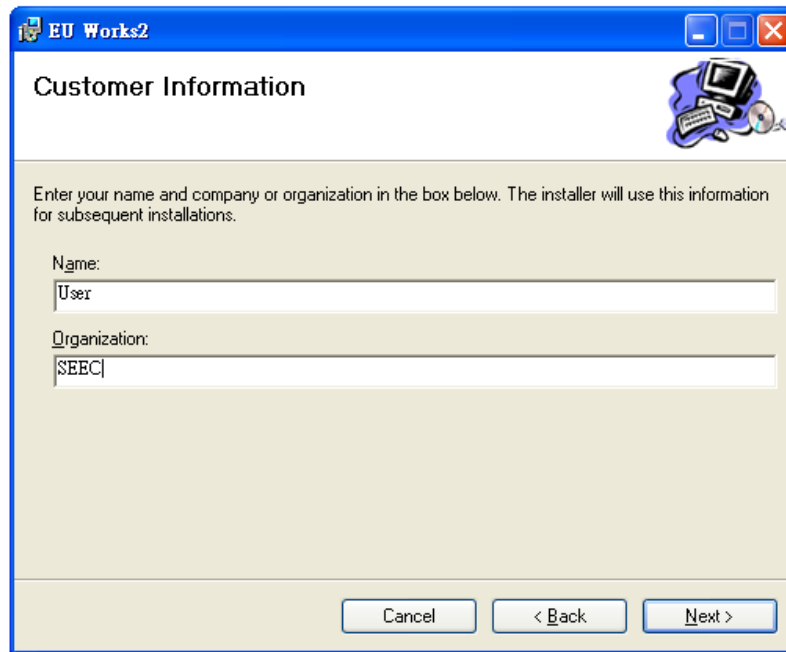 EU Works2
Customer Information
Enter your name and company or organization in the box below. The installer will use this information
for subsequent installations.
Name:
User
Organization:
SEEC
Cancel
< Back
Next >